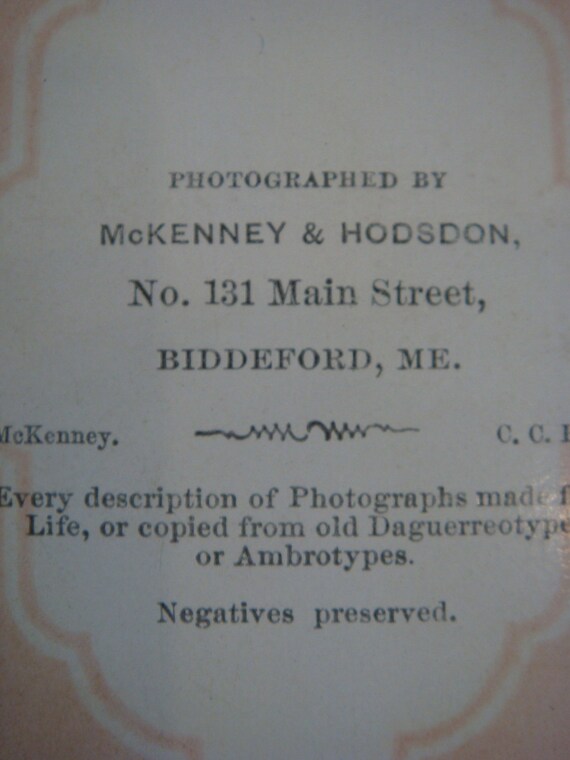 PHOTOGRAPHED BY
McKENNEY & HODSDON,
No. 131 Main Street,
BIDDEFORD, ME.
McKenney. C. C.
Every description of Photographs made
Life, or copied from old Daguerreotype
or Ambrotypes.
Negatives preserved.